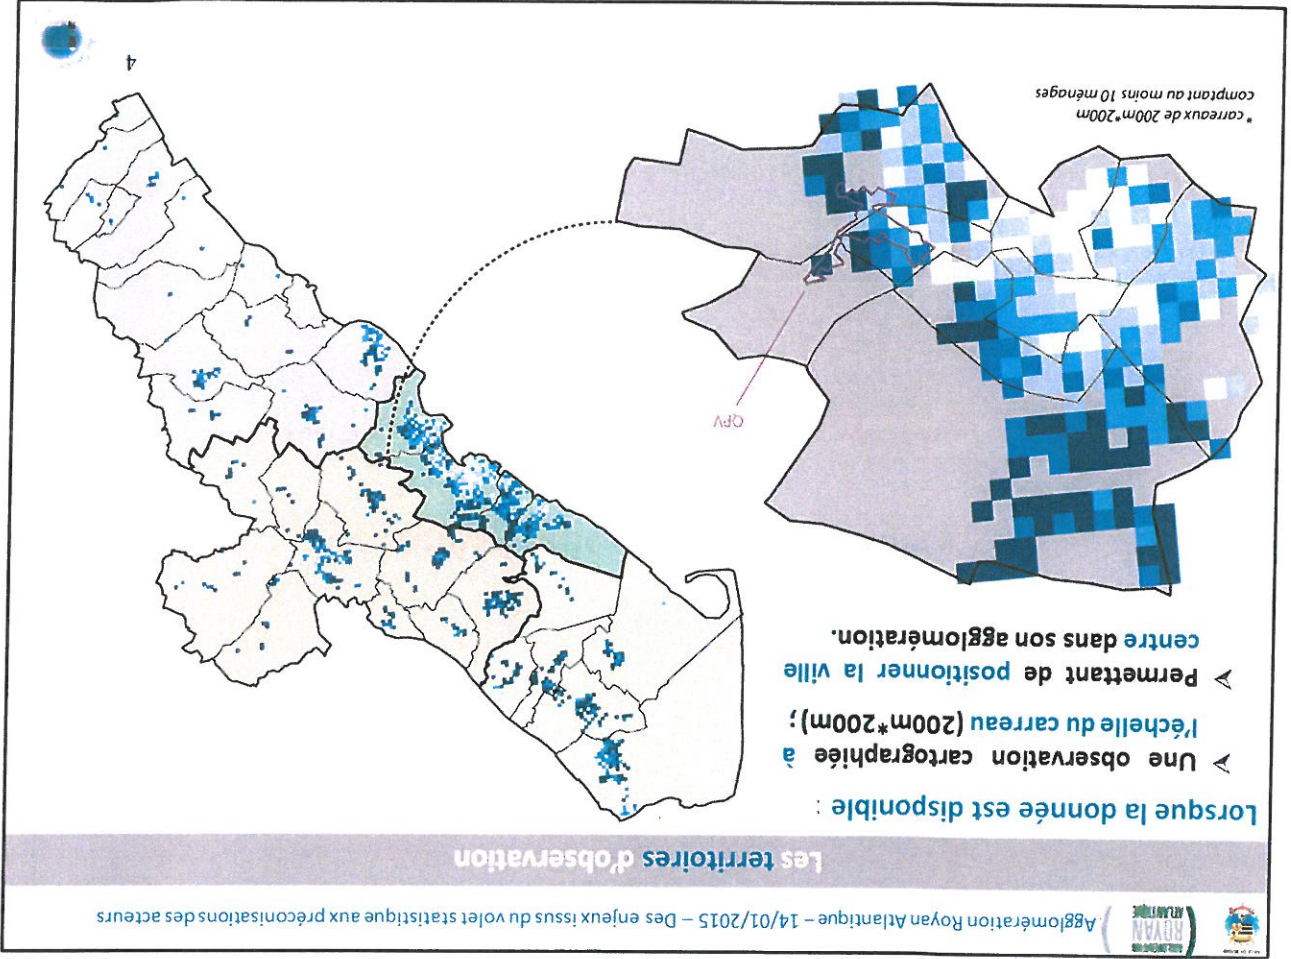 Agglomération Royan Atlantique – 14/01/2015 – Des enjeux issus du volet statistique aux préconisations des acteurs
ROYAN
ATLANTIQUE
Les territoires d'observation
Lorsque la donnée est disponible :
➢ Une observation cartographiée à
l'échelle du carreau (200m*200m) ;
➢ Permettant de positionner la ville
centre dans son agglomération.
QPV
*carreaux de 200m*200m
comptant au moins 10 ménages
4